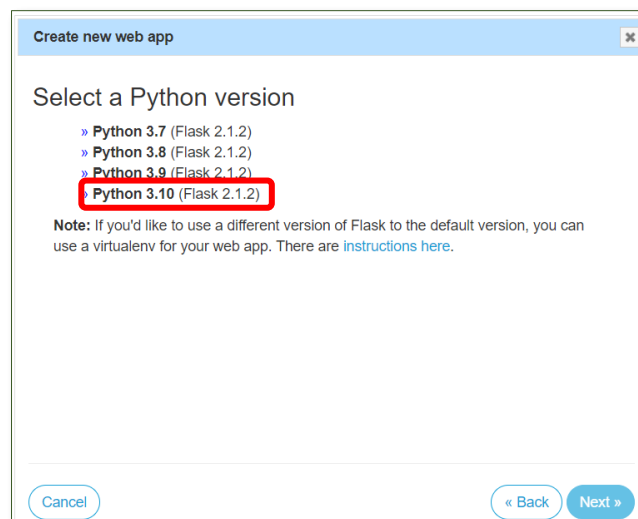 Create new web app
Select a Python version
» Python 3.7 (Flask 2.1.2)
» Python 3.8 (Flask 2.1.2)
» Python 3.9 (Flask 2.1.2)
» Python 3.10 (Flask 2.1.2)
Note: If you'd like to use a different version of Flask to the default version, you can
use a virtualenv for your web app. There are instructions here.
Cancel
« Back
Next »